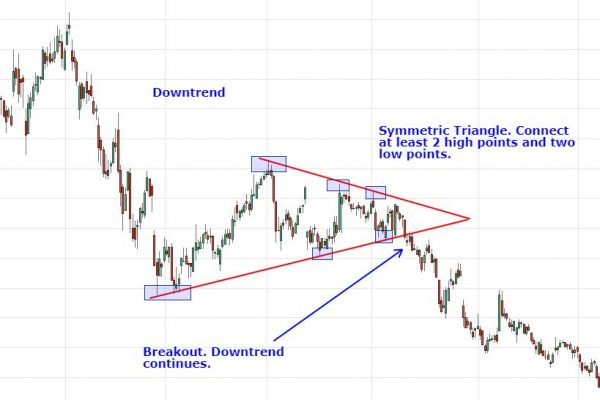 Downtrend
Symmetric Triangle. Connect
at least 2 high points and two
low points.
Breakout. Downtrend
continues.